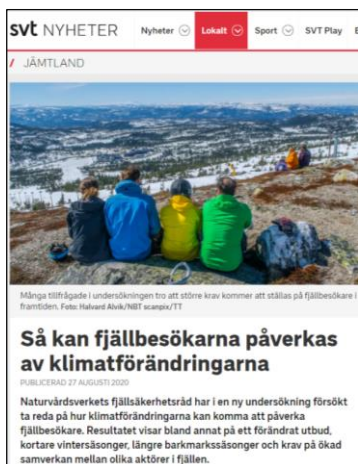 svt NYHETER Nyheter Lokalt Sport SVT Play
/ JÄMTLAND
Många tillfrågade i undersökningen tro att större krav kommer att ställas på fjällbesökare i
framtiden. Foto: Halvard Alvik/NBT scanpix/TT
Så kan fjällbesökarna påverkas
av klimatförändringarna
PUBLICERAD 27 AUGUSTI 2020
Naturvårdsverkets fjällsäkerhetsråd har i en ny undersökning försökt
ta reda på hur klimatförändringarna kan komma att påverka
fjällbesökare. Resultatet visar bland annat på ett förändrat utbud,
kortare vintersäsonger, längre barkmarkssäsonger och krav på ökad
samverkan mellan olika aktörer i fjällen.